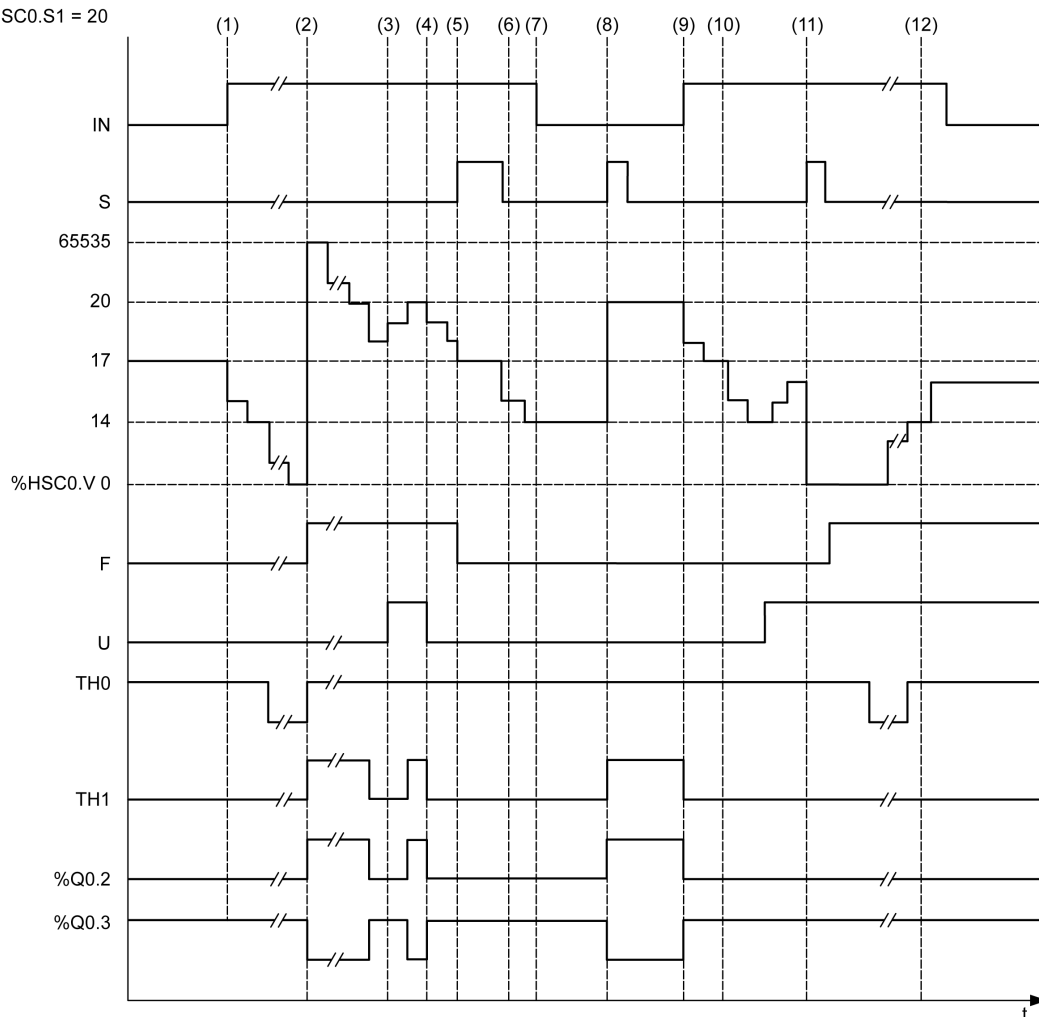 SC0.S1 = 20
(1) (2) (3) (4) (5) (6) (7) (8) (9) (10) (11) (12)
IN
S
65535
20
17
14
%HSC0.V 0
F
U
TH0
TH1
%Q0.2
%Q0.3
t